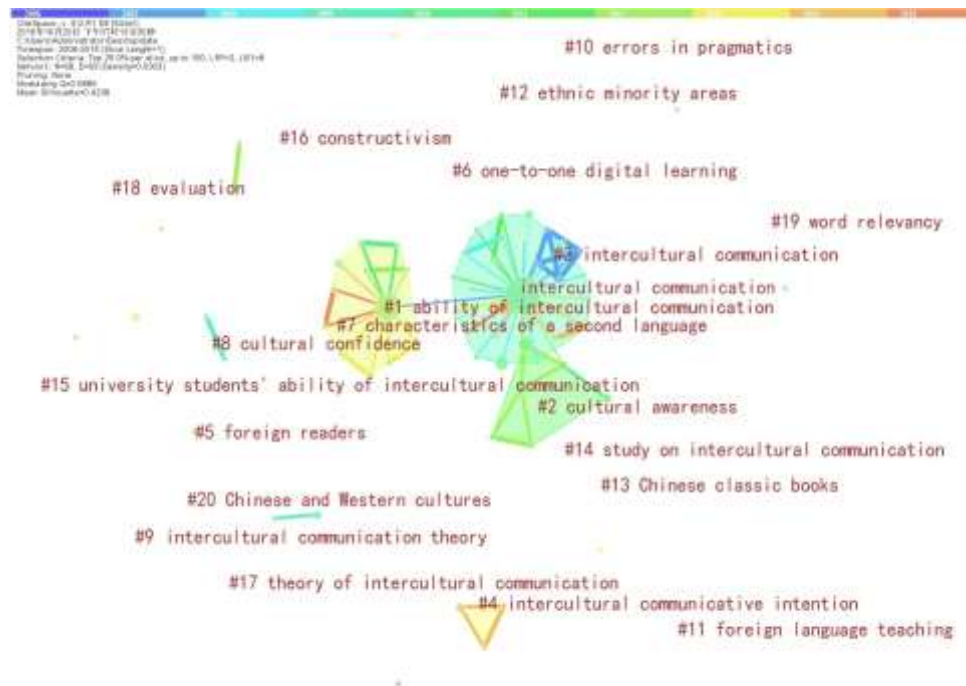 #10 errors in pragmatics
#12 ethnic minority areas
#16 constructivism
#6 one-to-one digital learning
#18 evaluation
#19 word relevancy
intercultural communication
intercultural communication
#1 ability of intercultural communication
#7 characteristics of a second language
#8 cultural confidence
#15 university students' ability of intercultural communication
#2 cultural awareness
#5 foreign readers
#14 study on intercultural communication
#13 Chinese classic books
#20 Chinese and Western cultures
#9 intercultural communication theory
#17 theory of intercultural communication
#4 intercultural communicative intention
#11 foreign language teaching